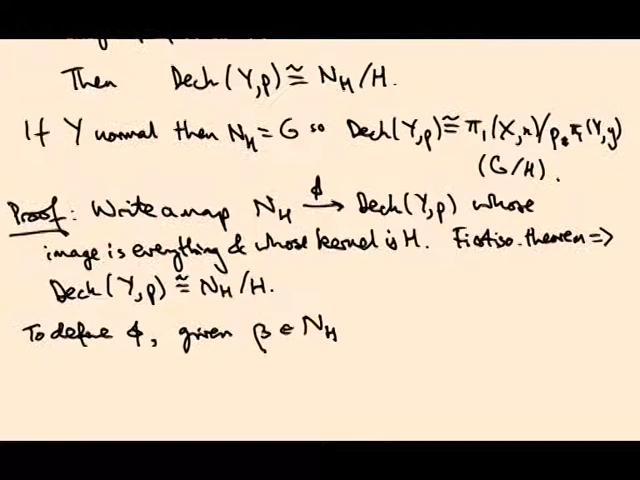 Then Deck(Y,p) ≅ N_H/H.
If Y normal then N_H = G so Deck(Y,p) ≅ π_1(X,x)/p_*π_1(Y,y)
(G/H).
Proof: Write a map N_H →^ϕ Deck(Y,p) whose
image is everything & whose kernel is H. First iso. theorem =>
Deck(Y,p) ≅ N_H/H.
To define ϕ, given β ∈ N_H